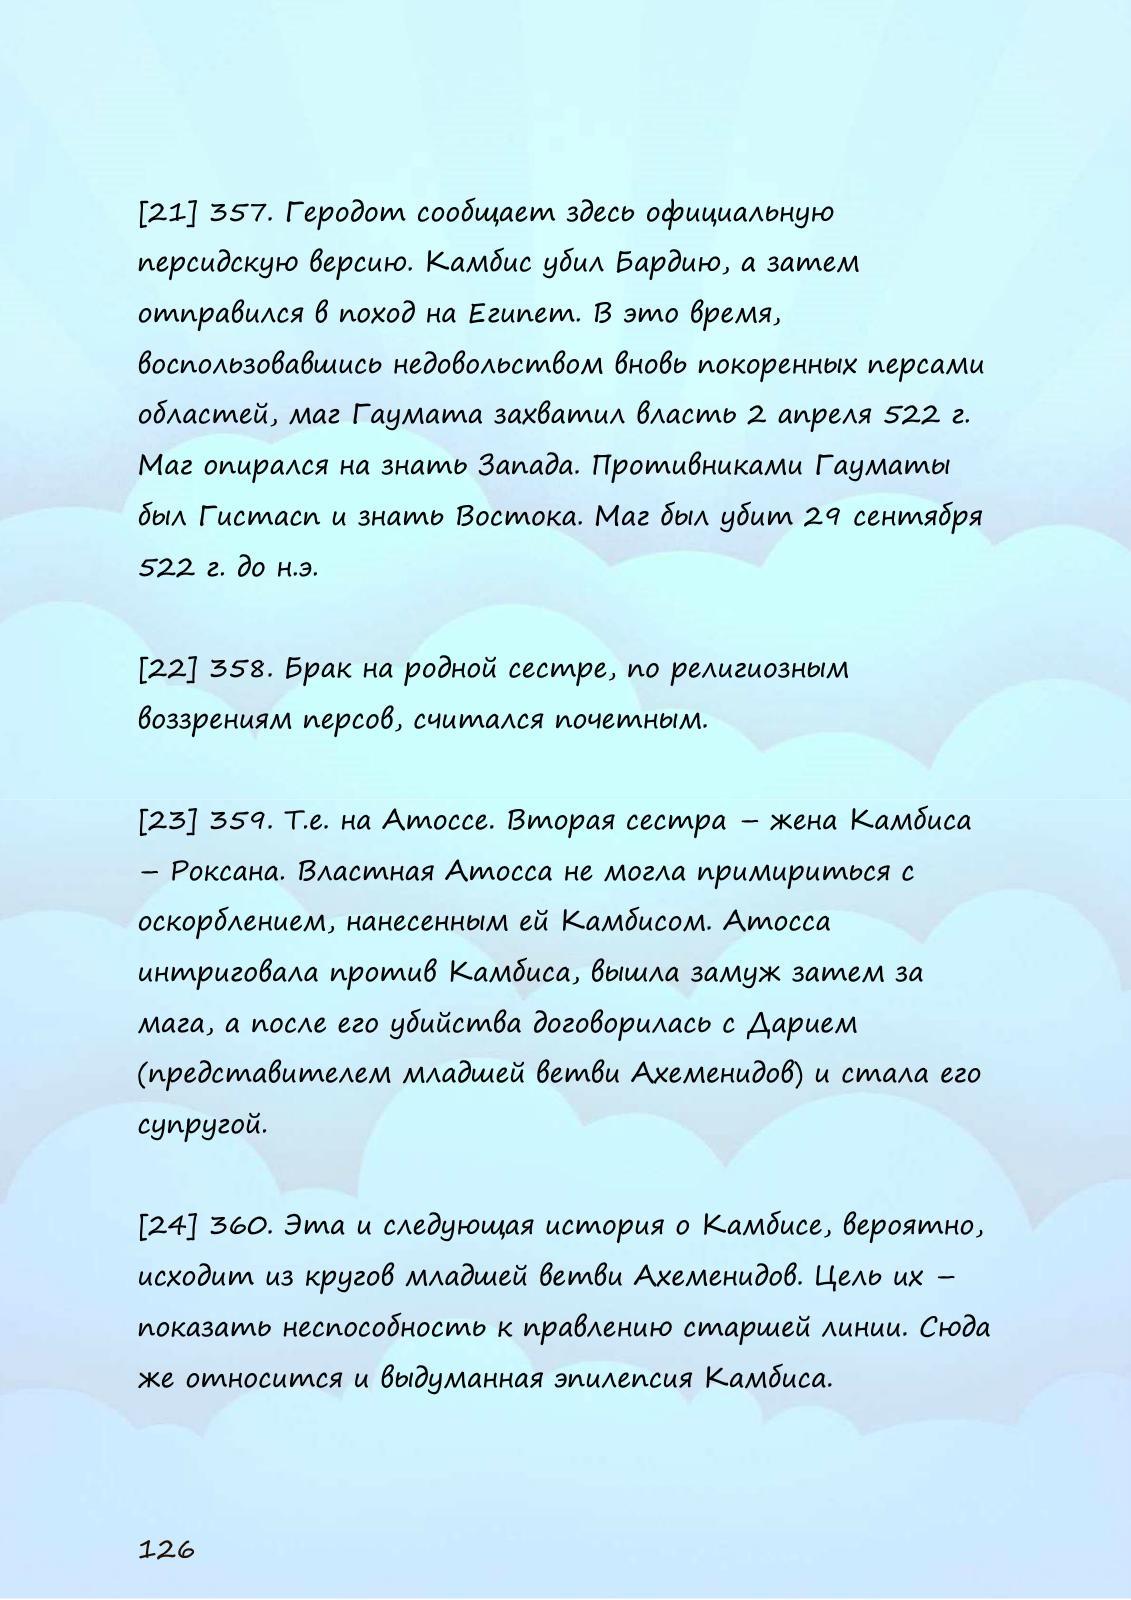 [21] 357. Геродот сообщает здесь официальную
персидскую версию. Камбис убил Бардию, а затем
отправился в поход на Египет. В это время,
воспользовавшись недовольством вновь покоренных персами
областей, маг Гаумата захватил власть 2 апреля 522 г.
Маг опирался на знать Запада. Противниками Гауматы
был Гистасп и знать Востока. Маг был убит 29 сентября
522 г. до н.э.
[22] 358. Брак на родной сестре, по религиозным
воззрениям персов, считался почетным.
[23] 359. Т.е. на Атоссе. Вторая сестра – жена Камбиса
– Роксана. Властная Атосса не могла примириться с
оскорблением, нанесенным ей Камбисом. Атосса
интриговала против Камбиса, вышла замуж затем за
мага, а после его убийства договорилась с Дарием
(представителем младшей ветви Ахеменидов) и стала его
супругой.
[24] 360. Эта и следующая история о Камбисе, вероятно,
исходит из кругов младшей ветви Ахеменидов. Цель их –
показать неспособность к правлению старшей линии. Сюда
же относится и выдуманная эпилепсия Камбиса.
126